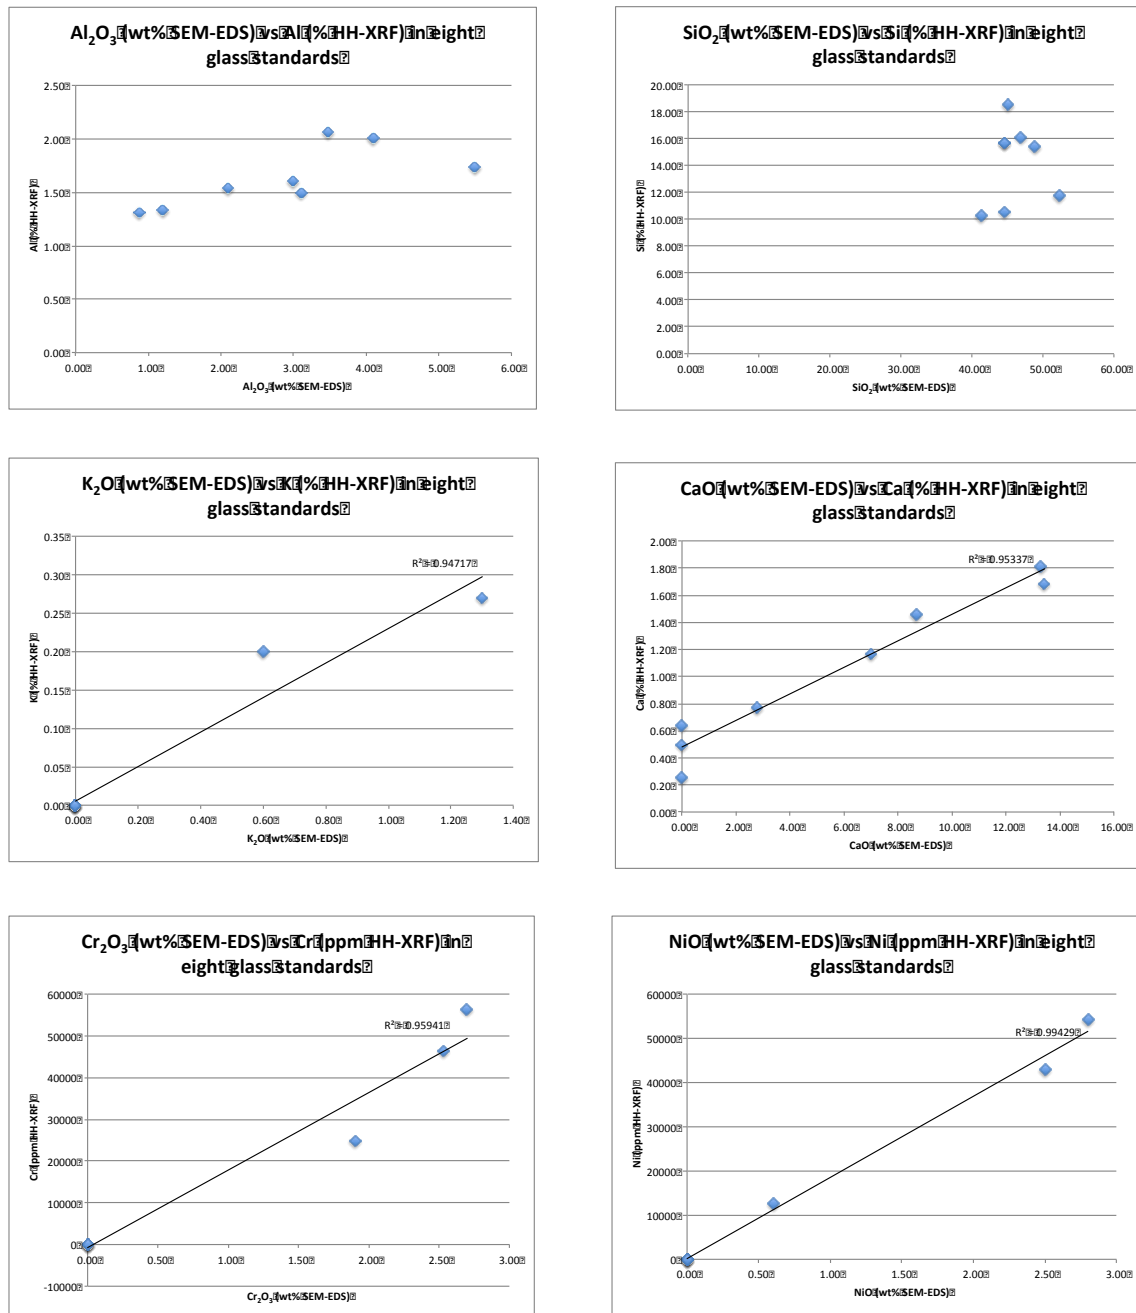 Al₂O₃ (wt% SEM-EDS) vs Al (% HH-XRF) in eight
glass standards
2.50
2.00
1.50
1.00
0.50
0.00
Al (% HH-XRF)
0.00 1.00 2.00 3.00 4.00 5.00 6.00
Al₂O₃ (wt% SEM-EDS)
SiO₂ (wt% SEM-EDS) vs Si (% HH-XRF) in eight
glass standards
20.00
18.00
16.00
14.00
12.00
10.00
8.00
6.00
4.00
2.00
0.00
Si (% HH-XRF)
0.00 10.00 20.00 30.00 40.00 50.00 60.00
SiO₂ (wt% SEM-EDS)
K₂O (wt% SEM-EDS) vs K (% HH-XRF) in eight
glass standards
0.35
0.30
0.25
0.20
0.15
0.10
0.05
0.00
K (% HH-XRF)
R² = 0.94717
0.00 0.20 0.40 0.60 0.80 1.00 1.20 1.40
K₂O (wt% SEM-EDS)
CaO (wt% SEM-EDS) vs Ca (% HH-XRF) in eight
glass standards
2.00
1.80
1.60
1.40
1.20
1.00
0.80
0.60
0.40
0.20
0.00
Ca (% HH-XRF)
R² = 0.95337
0.00 2.00 4.00 6.00 8.00 10.00 12.00 14.00 16.00
CaO (wt% SEM-EDS)
Cr₂O₃ (wt% SEM-EDS) vs Cr (ppm HH-XRF) in
eight glass standards
60000
50000
40000
30000
20000
10000
0
-10000
Cr (ppm HH-XRF)
R² = 0.95941
0.00 0.50 1.00 1.50 2.00 2.50 3.00
Cr₂O₃ (wt% SEM-EDS)
NiO (wt% SEM-EDS) vs Ni (ppm HH-XRF) in eight
glass standards
60000
50000
40000
30000
20000
10000
0
Ni (ppm HH-XRF)
R² = 0.99429
0.00 0.50 1.00 1.50 2.00 2.50 3.00
NiO (wt% SEM-EDS)